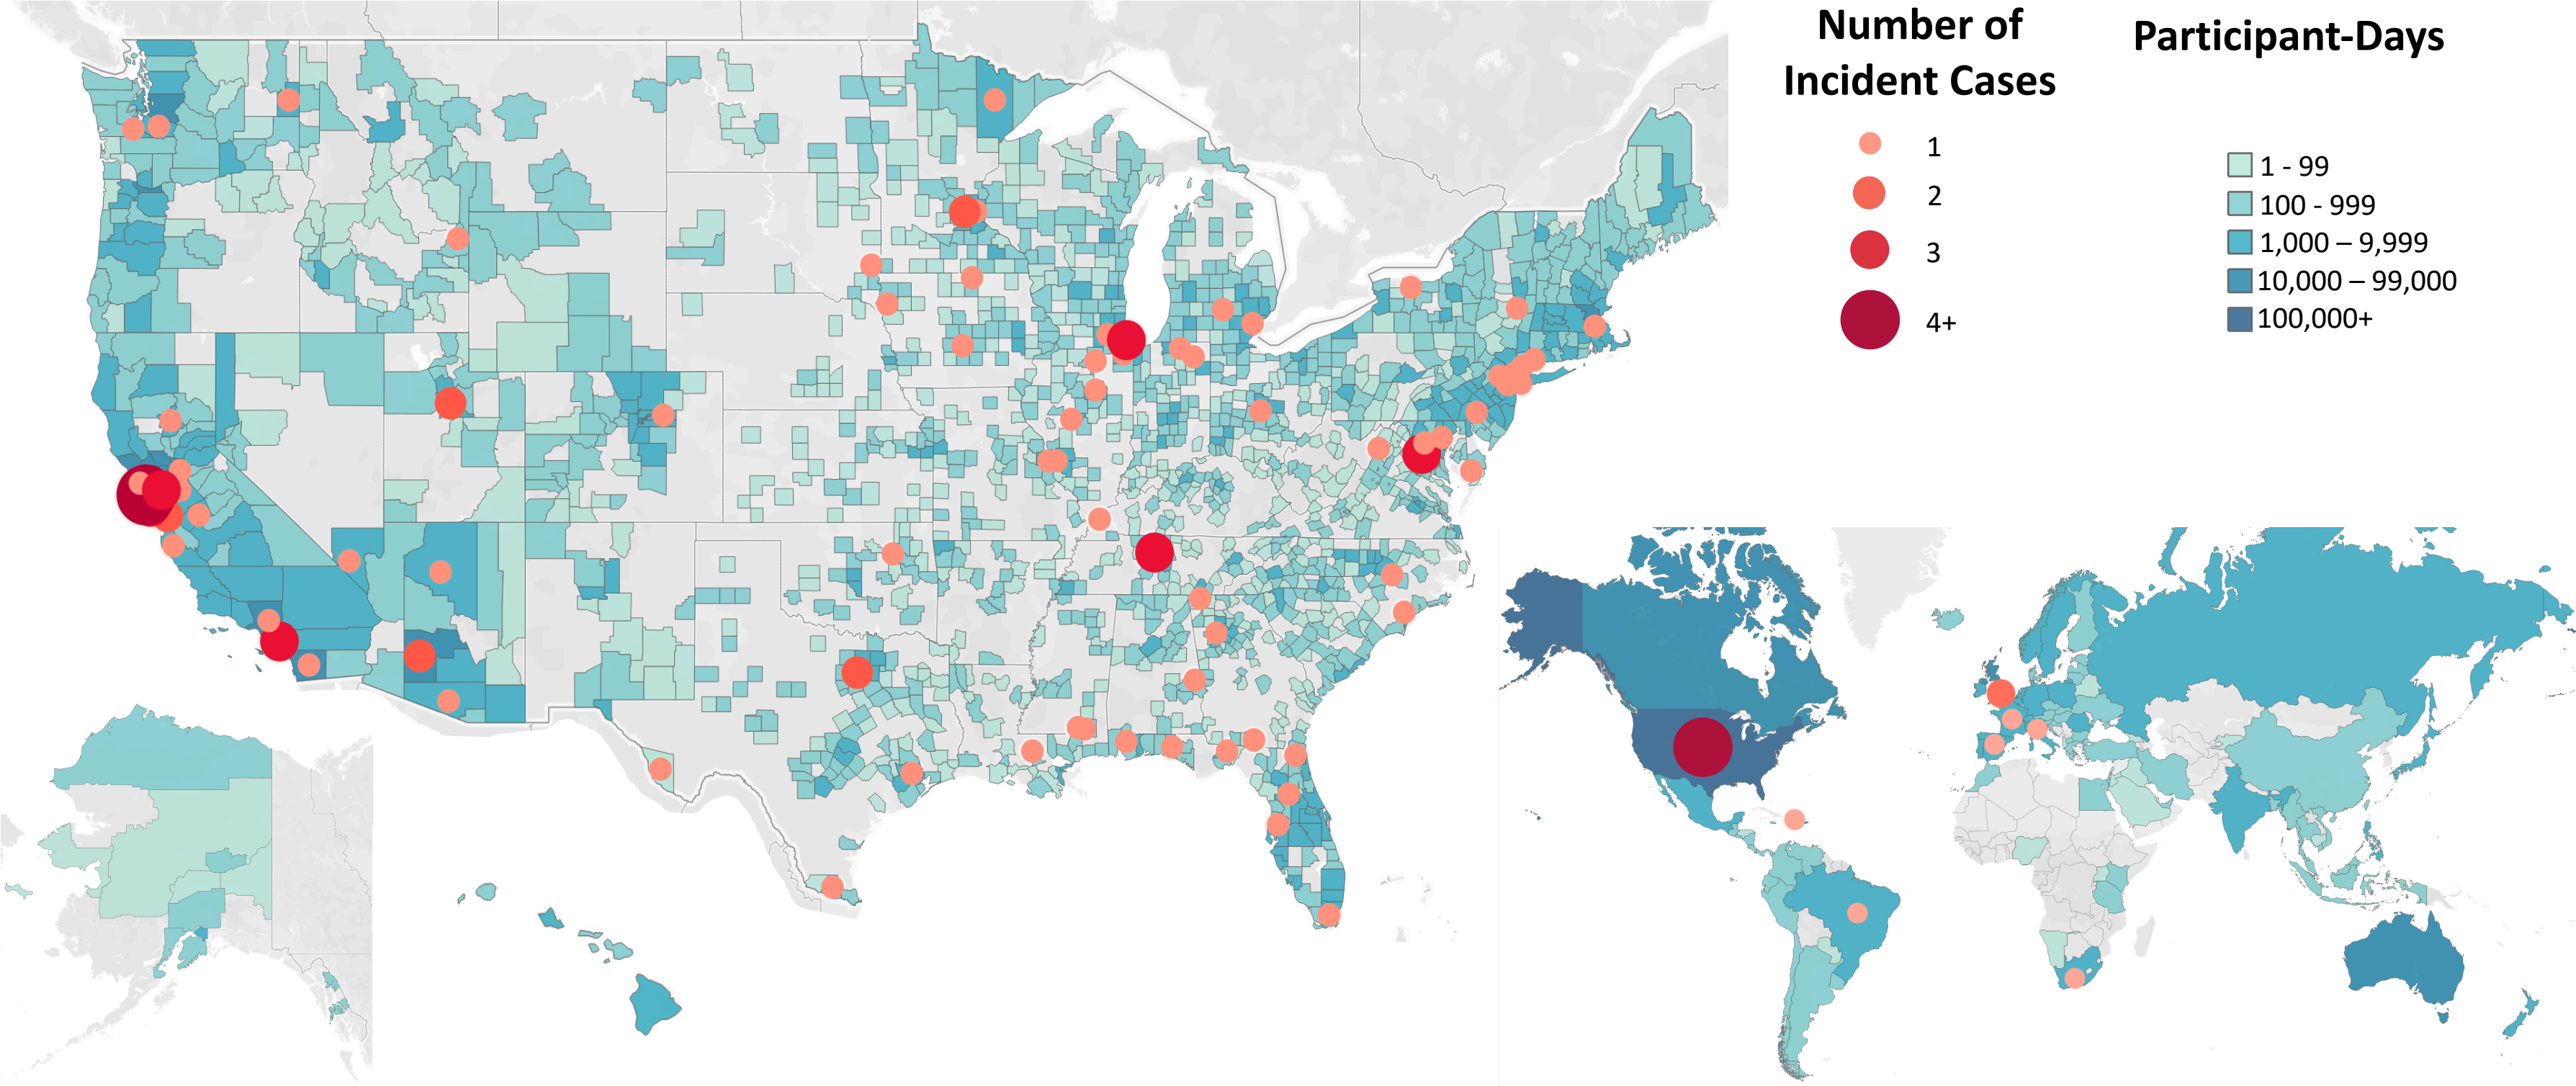 Number of
Incident Cases
1
2
3
4+
Participant-Days
1 - 99
100 - 999
1,000 – 9,999
10,000 – 99,000
100,000+